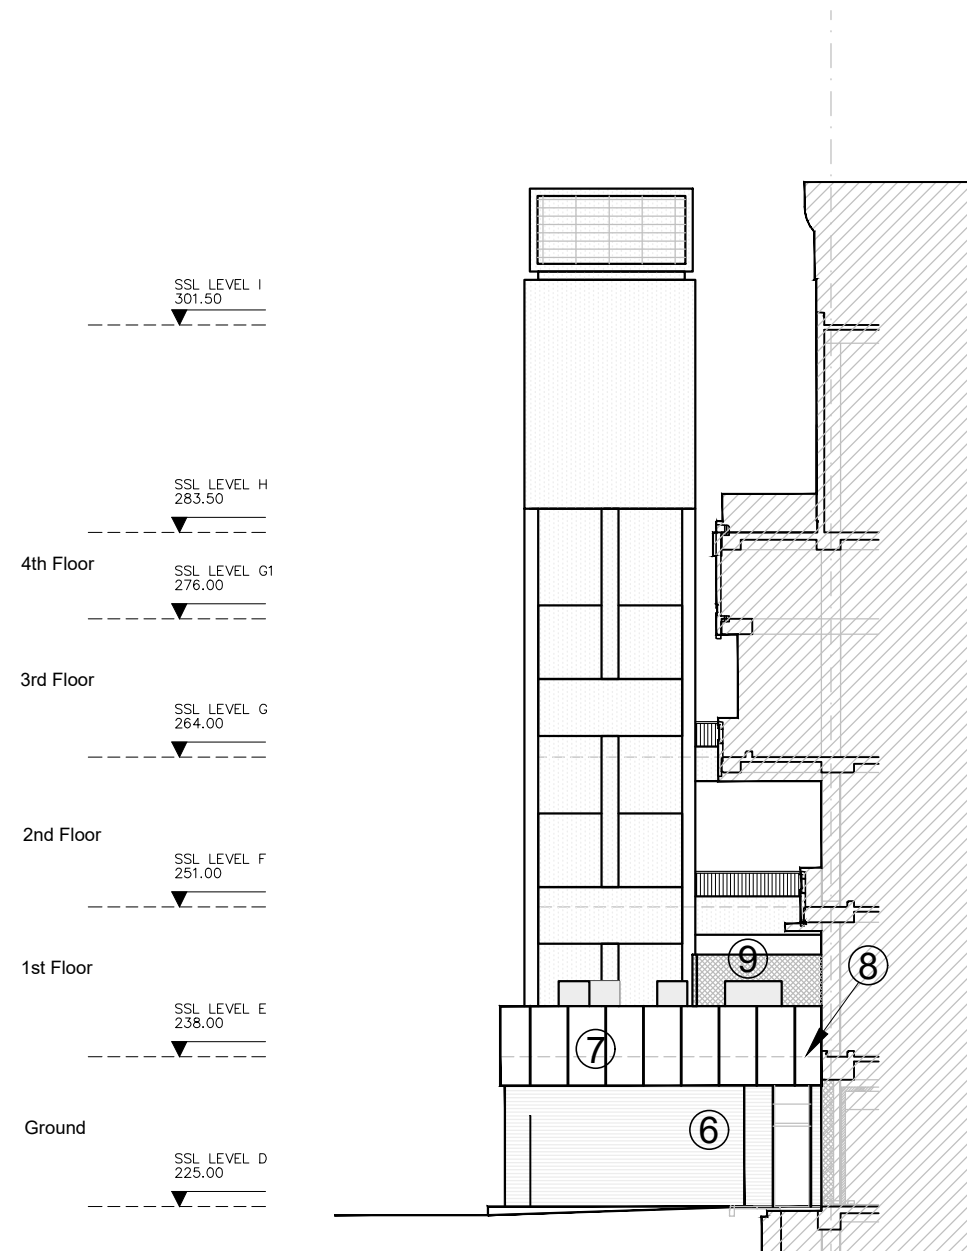 SSL LEVEL I
301.50
SSL LEVEL H
283.50
4th Floor
SSL LEVEL G1
276.00
3rd Floor
SSL LEVEL G
264.00
2nd Floor
SSL LEVEL F
251.00
9
8
1st Floor
SSL LEVEL E
238.00
7
6
Ground
SSL LEVEL D
225.00